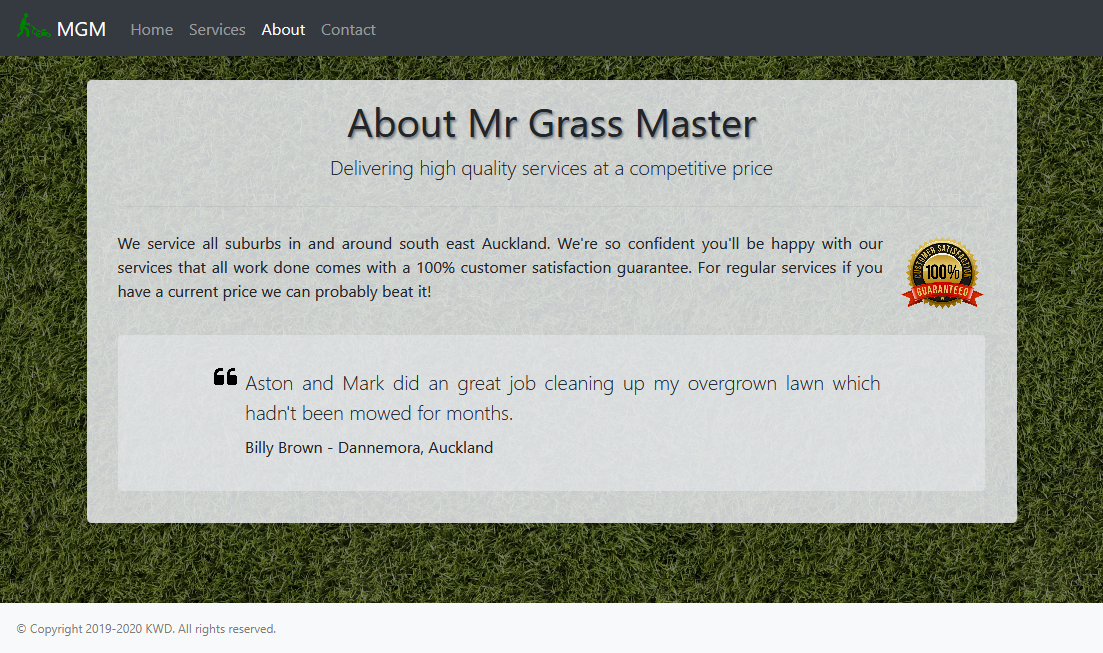 MGM Home Services About Contact
About Mr Grass Master
Delivering high quality services at a competitive price
We service all suburbs in and around south east Auckland. We're so confident you'll be happy with our
services that all work done comes with a 100% customer satisfaction guarantee. For regular services if you
have a current price we can probably beat it!
CUSTOMER SATISFACTION
100%
GUARANTEED
❝ Aston and Mark did an great job cleaning up my overgrown lawn which
hadn't been mowed for months.
Billy Brown - Dannemora, Auckland
© Copyright 2019-2020 KWD. All rights reserved.